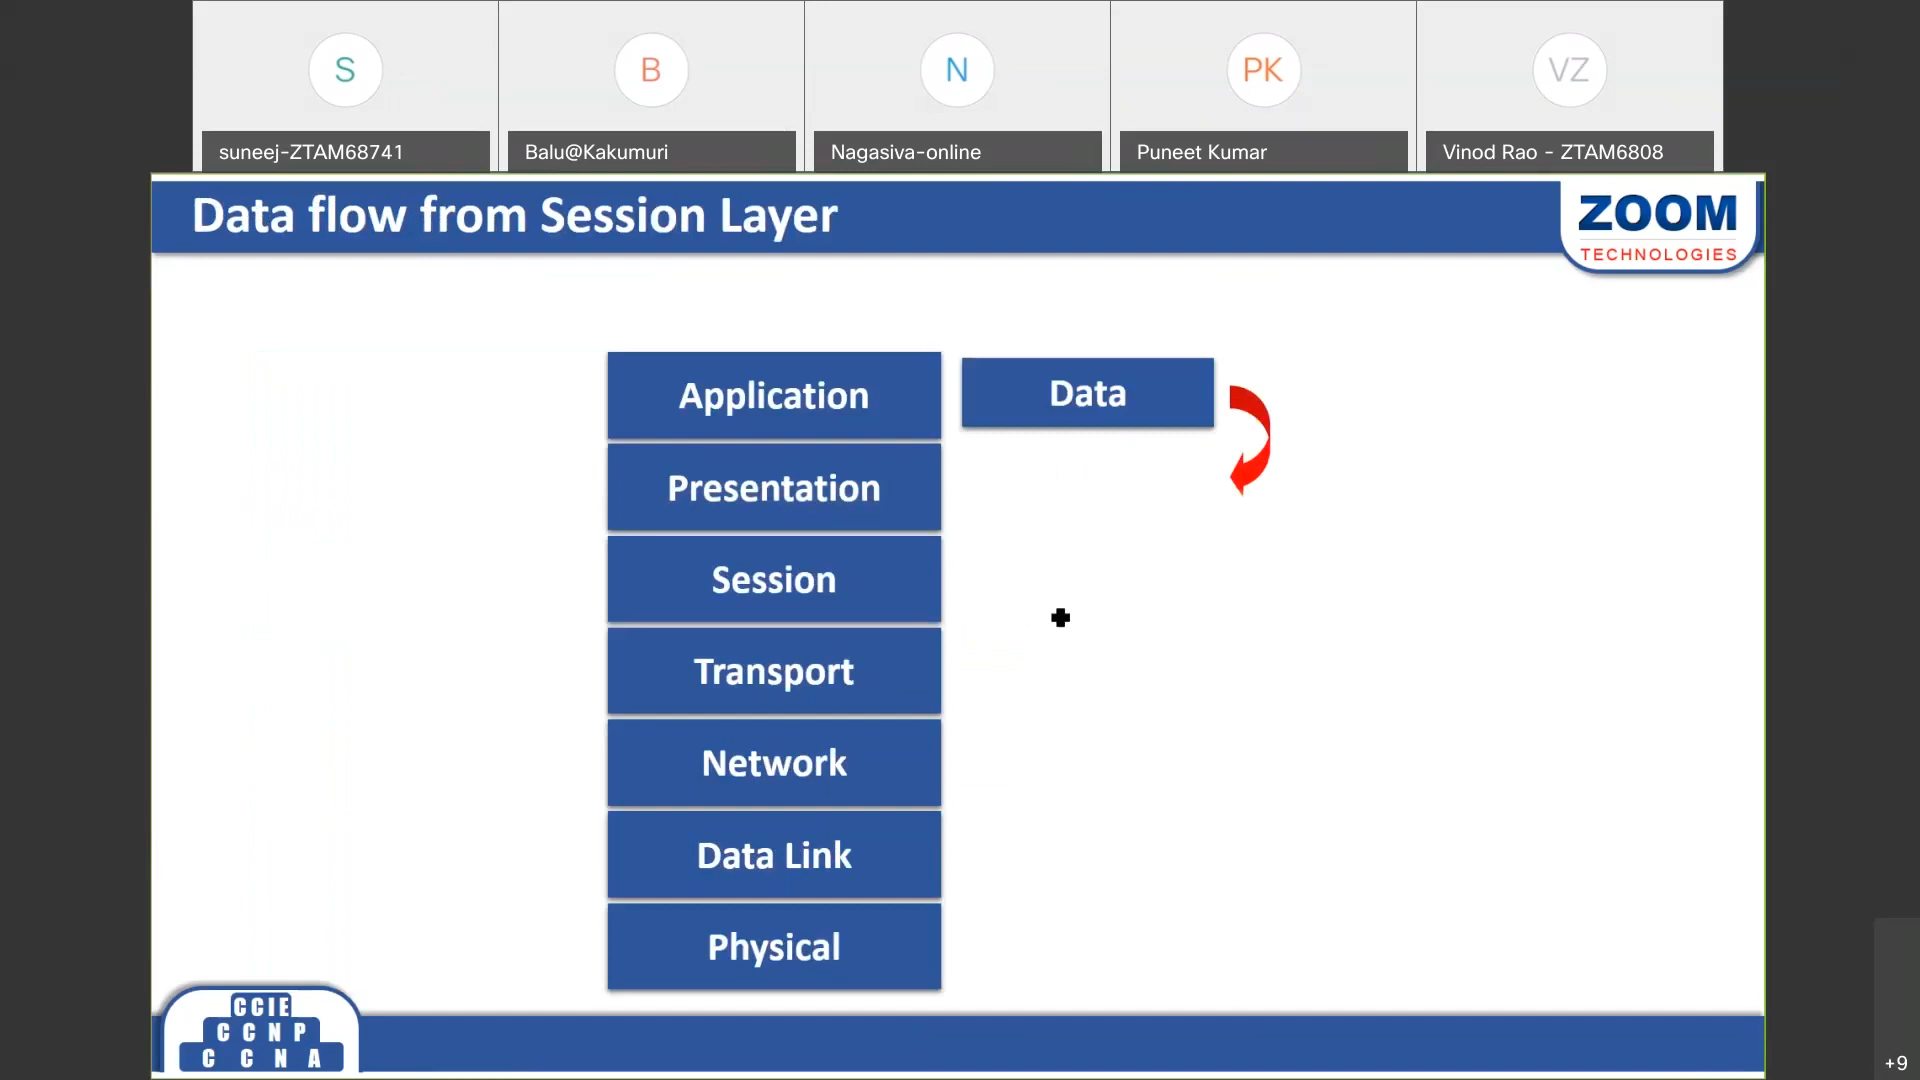 S
B
N
PK
VZ
suneej-ZTAM68741
Balu@Kakumuri
Nagasiva-online
Puneet Kumar
Vinod Rao - ZTAM6808
Data flow from Session Layer
ZOOM
TECHNOLOGIES
Application
Data
Presentation
Session
Transport
Network
Data Link
Physical
CCIE
CCNP
CCNA
+9